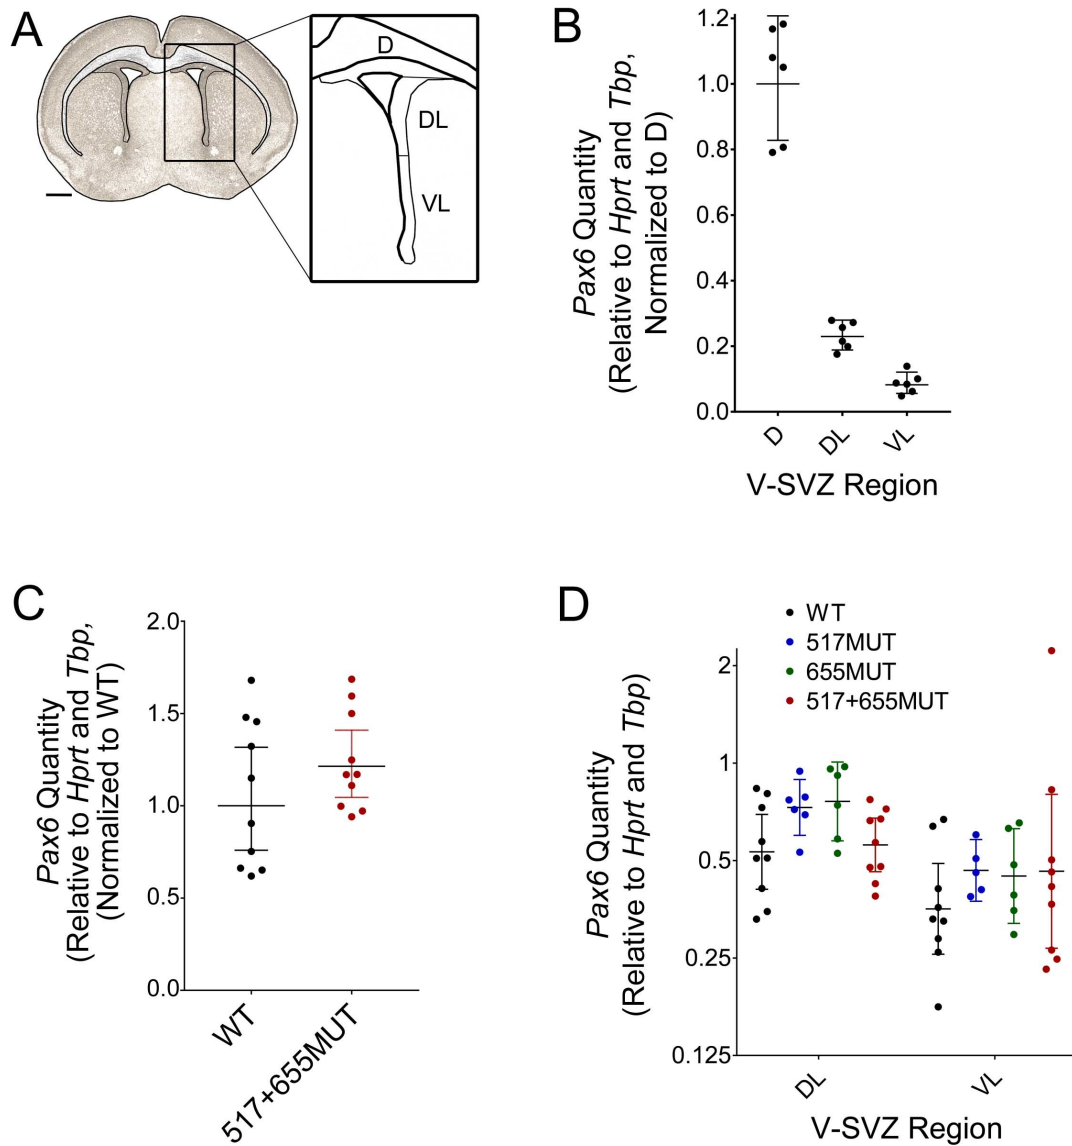 A
D
DL
VL
B
Pax6 Quantity
(Relative to Hprt and Tbp,
Normalized to D)
1.2
1.0
0.8
0.6
0.4
0.2
0.0
D
DL
VL
V-SVZ Region
C
Pax6 Quantity
(Relative to Hprt and Tbp,
(Normalized to WT)
2.0
1.5
1.0
0.5
0.0
WT
517+655MUT
D
WT
517MUT
655MUT
517+655MUT
Pax6 Quantity
(Relative to Hprt and Tbp)
2
1
0.5
0.25
0.125
DL
VL
V-SVZ Region